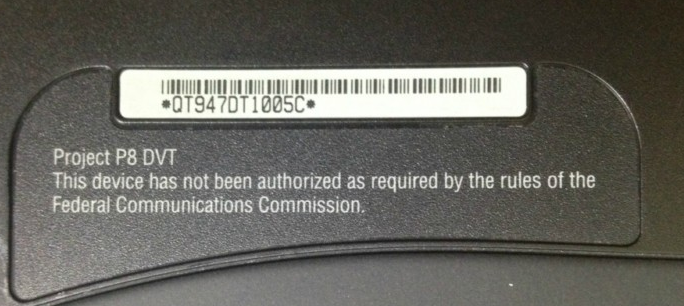 *QT947DT1005C*
Project P8 DVT
This device has not been authorized as required by the rules of the
Federal Communications Commission.